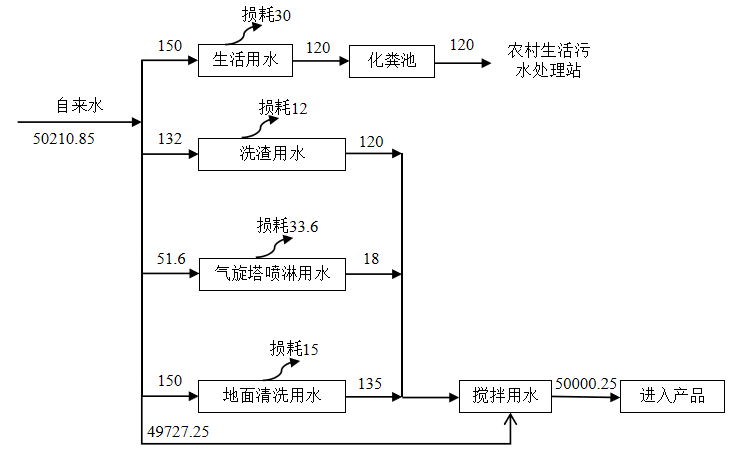 损耗30
150
生活用水
120
化粪池
120
农村生活污
水处理站
自来水
50210.85
损耗12
132
洗渣用水
120
损耗33.6
51.6
气旋塔喷淋用水
18
损耗15
150
地面清洗用水
135
搅拌用水
50000.25
进入产品
49727.25